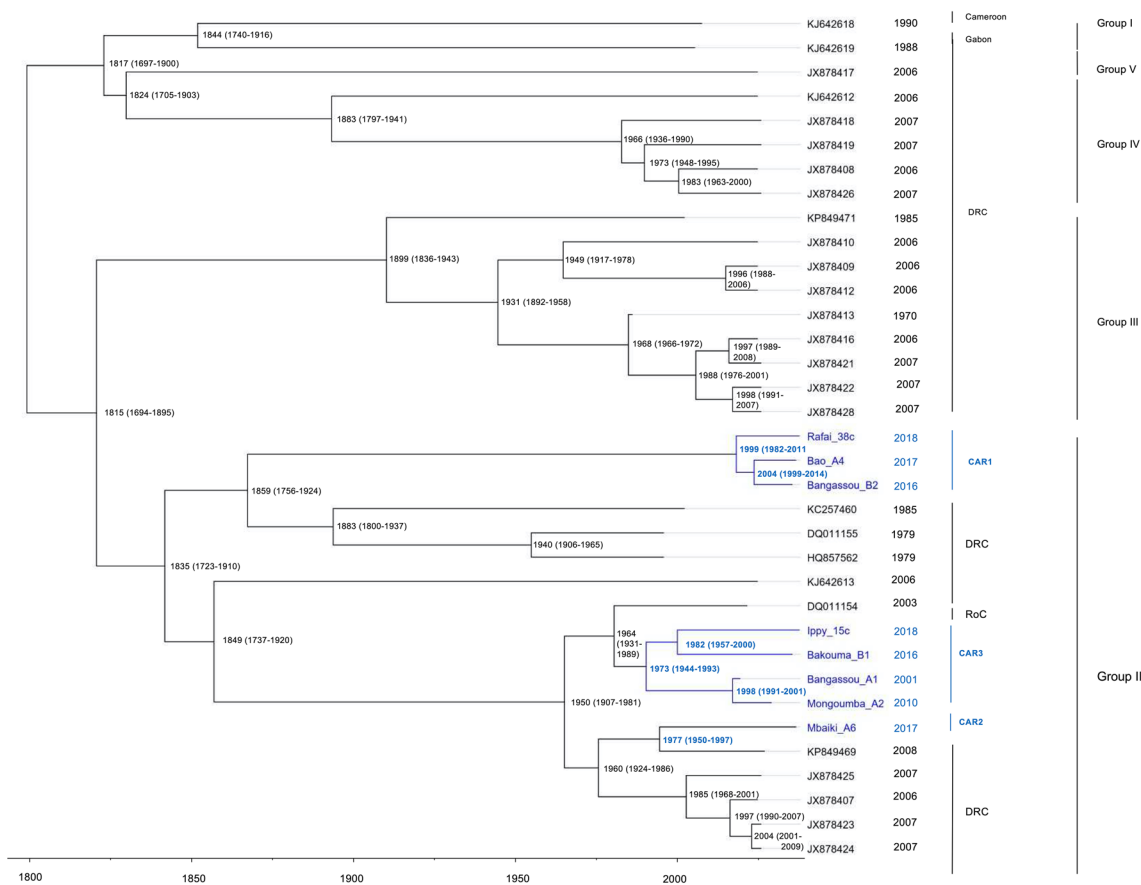 Cameroon
KJ642618 1990
Group I
1844 (1740-1916)
Gabon
KJ642619 1988
1817 (1697-1900)
Group V
JX878417 2006
1824 (1705-1903)
KJ642612 2006
1883 (1797-1941)
JX878418 2007
1966 (1936-1990)
Group IV
JX878419 2007
1973 (1948-1995)
JX878408 2006
1983 (1963-2000)
JX878426 2007
DRC
KP849471 1985
JX878410 2006
1899 (1836-1943)
1949 (1917-1978)
JX878409 2006
1996 (1988-
2006)
JX878412 2006
1931 (1892-1958)
JX878413 1970
Group III
JX878416 2006
1968 (1966-1972)
1997 (1989-
2008)
JX878421 2007
1988 (1976-2001)
JX878422 2007
1998 (1991-
2007)
JX878428 2007
1815 (1694-1895)
Rafai_38c 2018
1999 (1982-2011
Bao_A4 2017
CAR1
2004 (1999-2014)
Bangassou_B2 2016
1859 (1756-1924)
KC257460 1985
1883 (1800-1937)
DQ011155 1979
1940 (1906-1965)
DRC
HQ857562 1979
1835 (1723-1910)
KJ642613 2006
DQ011154 2003
RoC
Ippy_15c 2018
1964
(1931-
1989)
1849 (1737-1920)
1982 (1957-2000)
Bakouma_B1 2016
CAR3
1973 (1944-1993)
Group II
Bangassou_A1 2001
1998 (1991-2001)
Mongoumba_A2 2010
1950 (1907-1981)
Mbaiki_A6 2017
CAR2
1977 (1950-1997)
KP849469 2008
1960 (1924-1986)
JX878425 2007
1985 (1968-2001)
JX878407 2006
DRC
1997 (1990-2007)
JX878423 2007
2004 (2001-
2009)
JX878424 2007
1800 1850 1900 1950 2000